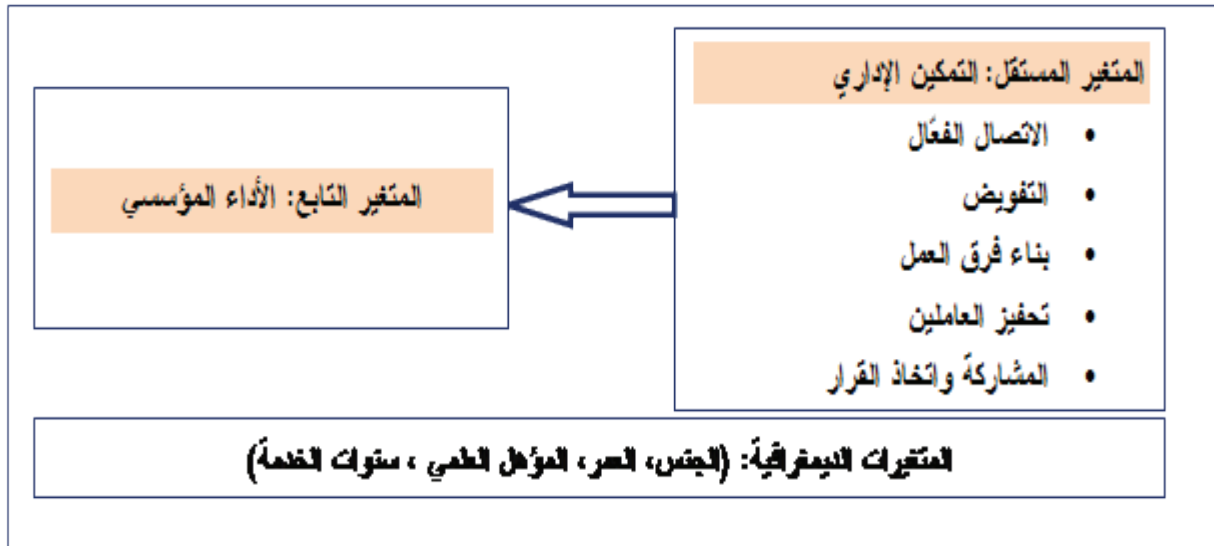 المتغير المستقل: التمكين الإداري
• الاتصال الفعّال
• التفويض
• بناء فرق العمل
• تحفيز العاملين
• المشاركة واتخاذ القرار
المتغير التابع: الأداء المؤسسي
المتغيرات الديمغرافية: (الجنس، العمر، المؤهل العلمي ، سنوات الخدمة)